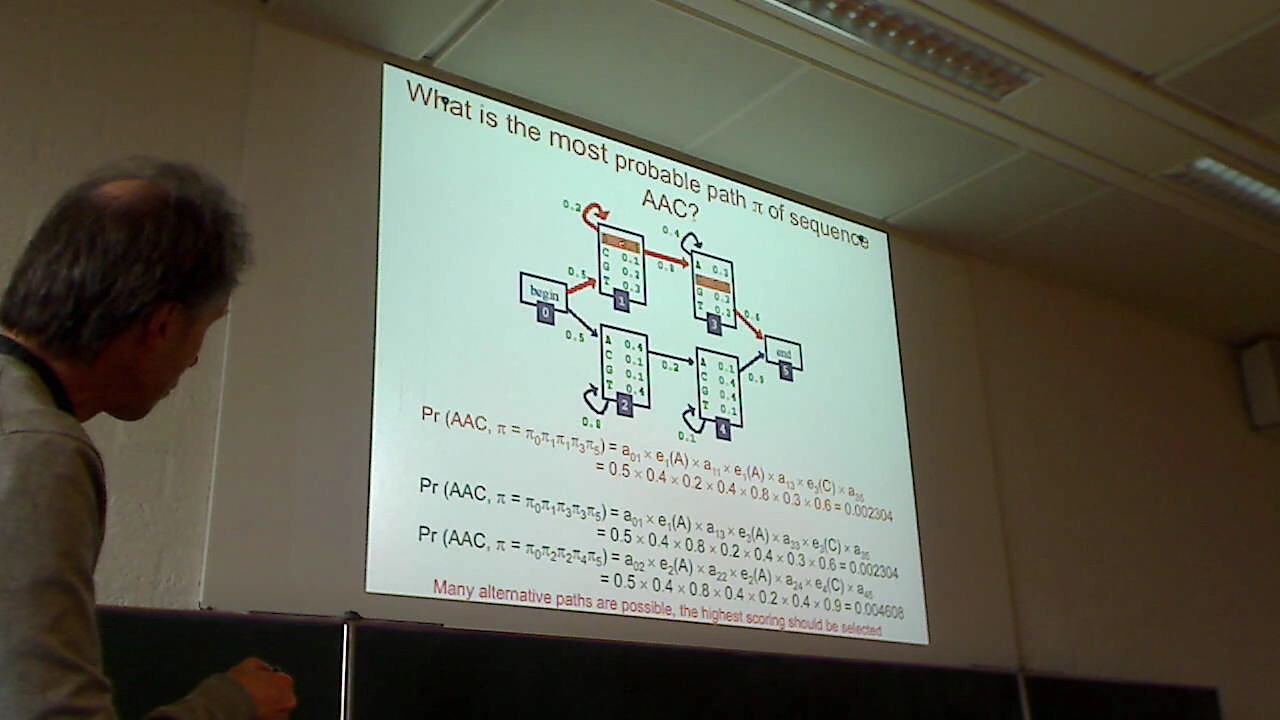 What is the most probable path π of sequence
AAC?
0.2
0.4
C 0.1
G 0.2
T 0.3
1
0.8
A 0.2
G 0.2
T 0.3
3
0.5
begin
0
0.6
end
5
0.5
A 0.4
C 0.1
G 0.1
T 0.4
2
0.2
A 0.1
C 0.4
G 0.4
T 0.1
4
0.9
0.8
0.1
Pr (AAC, π = π0π1π1π3π5) = a01 × e1(A) × a11 × e1(A) × a13 × e3(C) × a35
= 0.5 × 0.4 × 0.2 × 0.4 × 0.8 × 0.3 × 0.6 = 0.002304
Pr (AAC, π = π0π1π3π3π5) = a01 × e1(A) × a13 × e3(A) × a33 × e3(C) × a35
= 0.5 × 0.4 × 0.8 × 0.2 × 0.4 × 0.3 × 0.6 = 0.002304
Pr (AAC, π = π0π2π2π4π5) = a02 × e2(A) × a22 × e2(A) × a24 × e4(C) × a45
= 0.5 × 0.4 × 0.8 × 0.4 × 0.2 × 0.4 × 0.9 = 0.004608
Many alternative paths are possible, the highest scoring should be selected